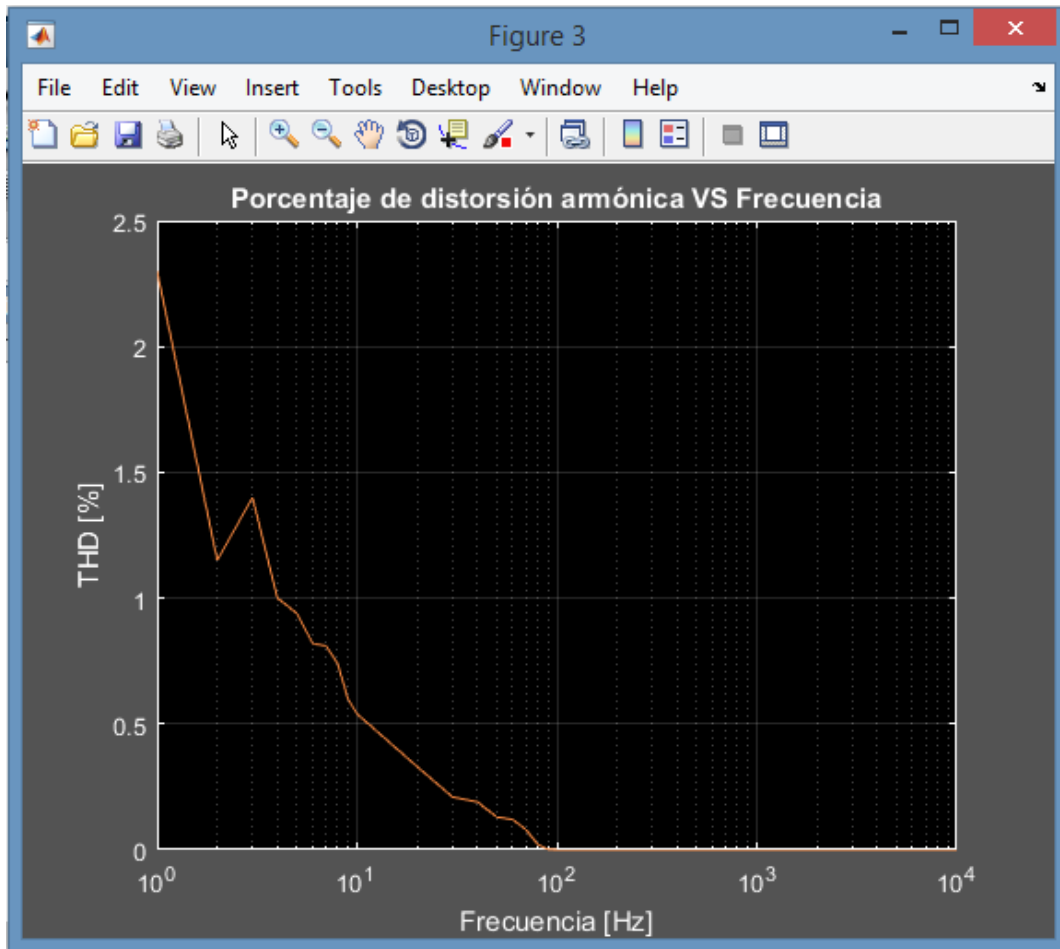 Figure 3
File Edit View Insert Tools Desktop Window Help
Porcentaje de distorsión armónica VS Frecuencia
2.5
2
1.5
1
0.5
0
THD [%]
10^0 10^1 10^2 10^3 10^4
Frecuencia [Hz]